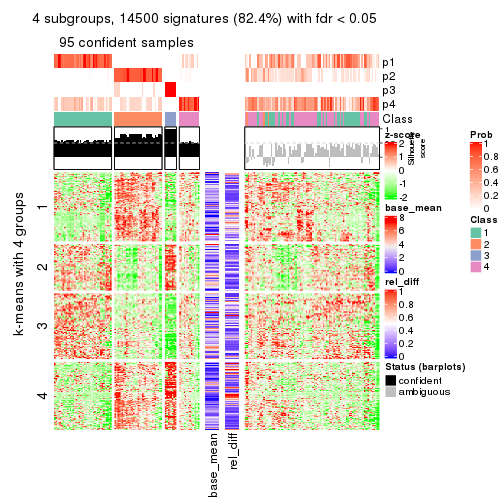 4 subgroups, 14500 signatures (82.4%) with fdr < 0.05
95 confident samples
p1
p2
p3
p4
Class
1
Silhouette
score
k-means with 4 groups
1
2
3
4
base_mean
rel_diff
z-score
2
1
0
-1
-2
base_mean
8
6
4
2
0
rel_diff
1
0.8
0.6
0.4
0.2
0
Status (barplots)
confident
ambiguous
Prob
1
0.8
0.6
0.4
0.2
0
Class
1
2
3
4